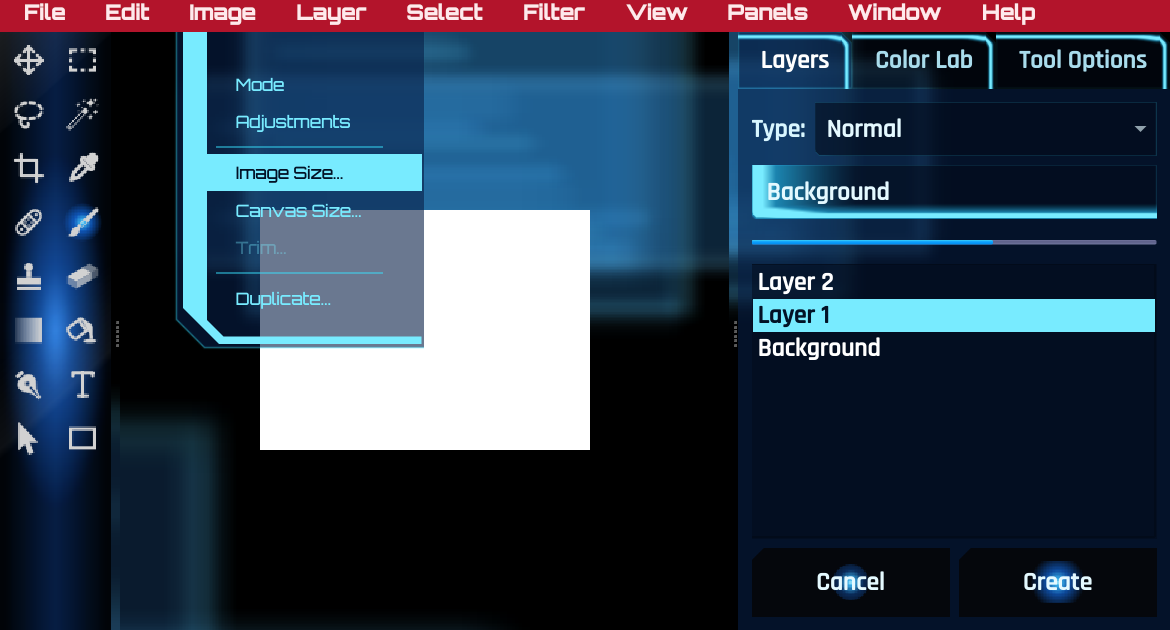 File Edit Image Layer Select Filter View Panels Window Help
Mode
Adjustments
Image Size...
Canvas Size...
Trim...
Duplicate...
Layers Color Lab Tool Options
Type: Normal
Background
Layer 2
Layer 1
Background
Cancel Create